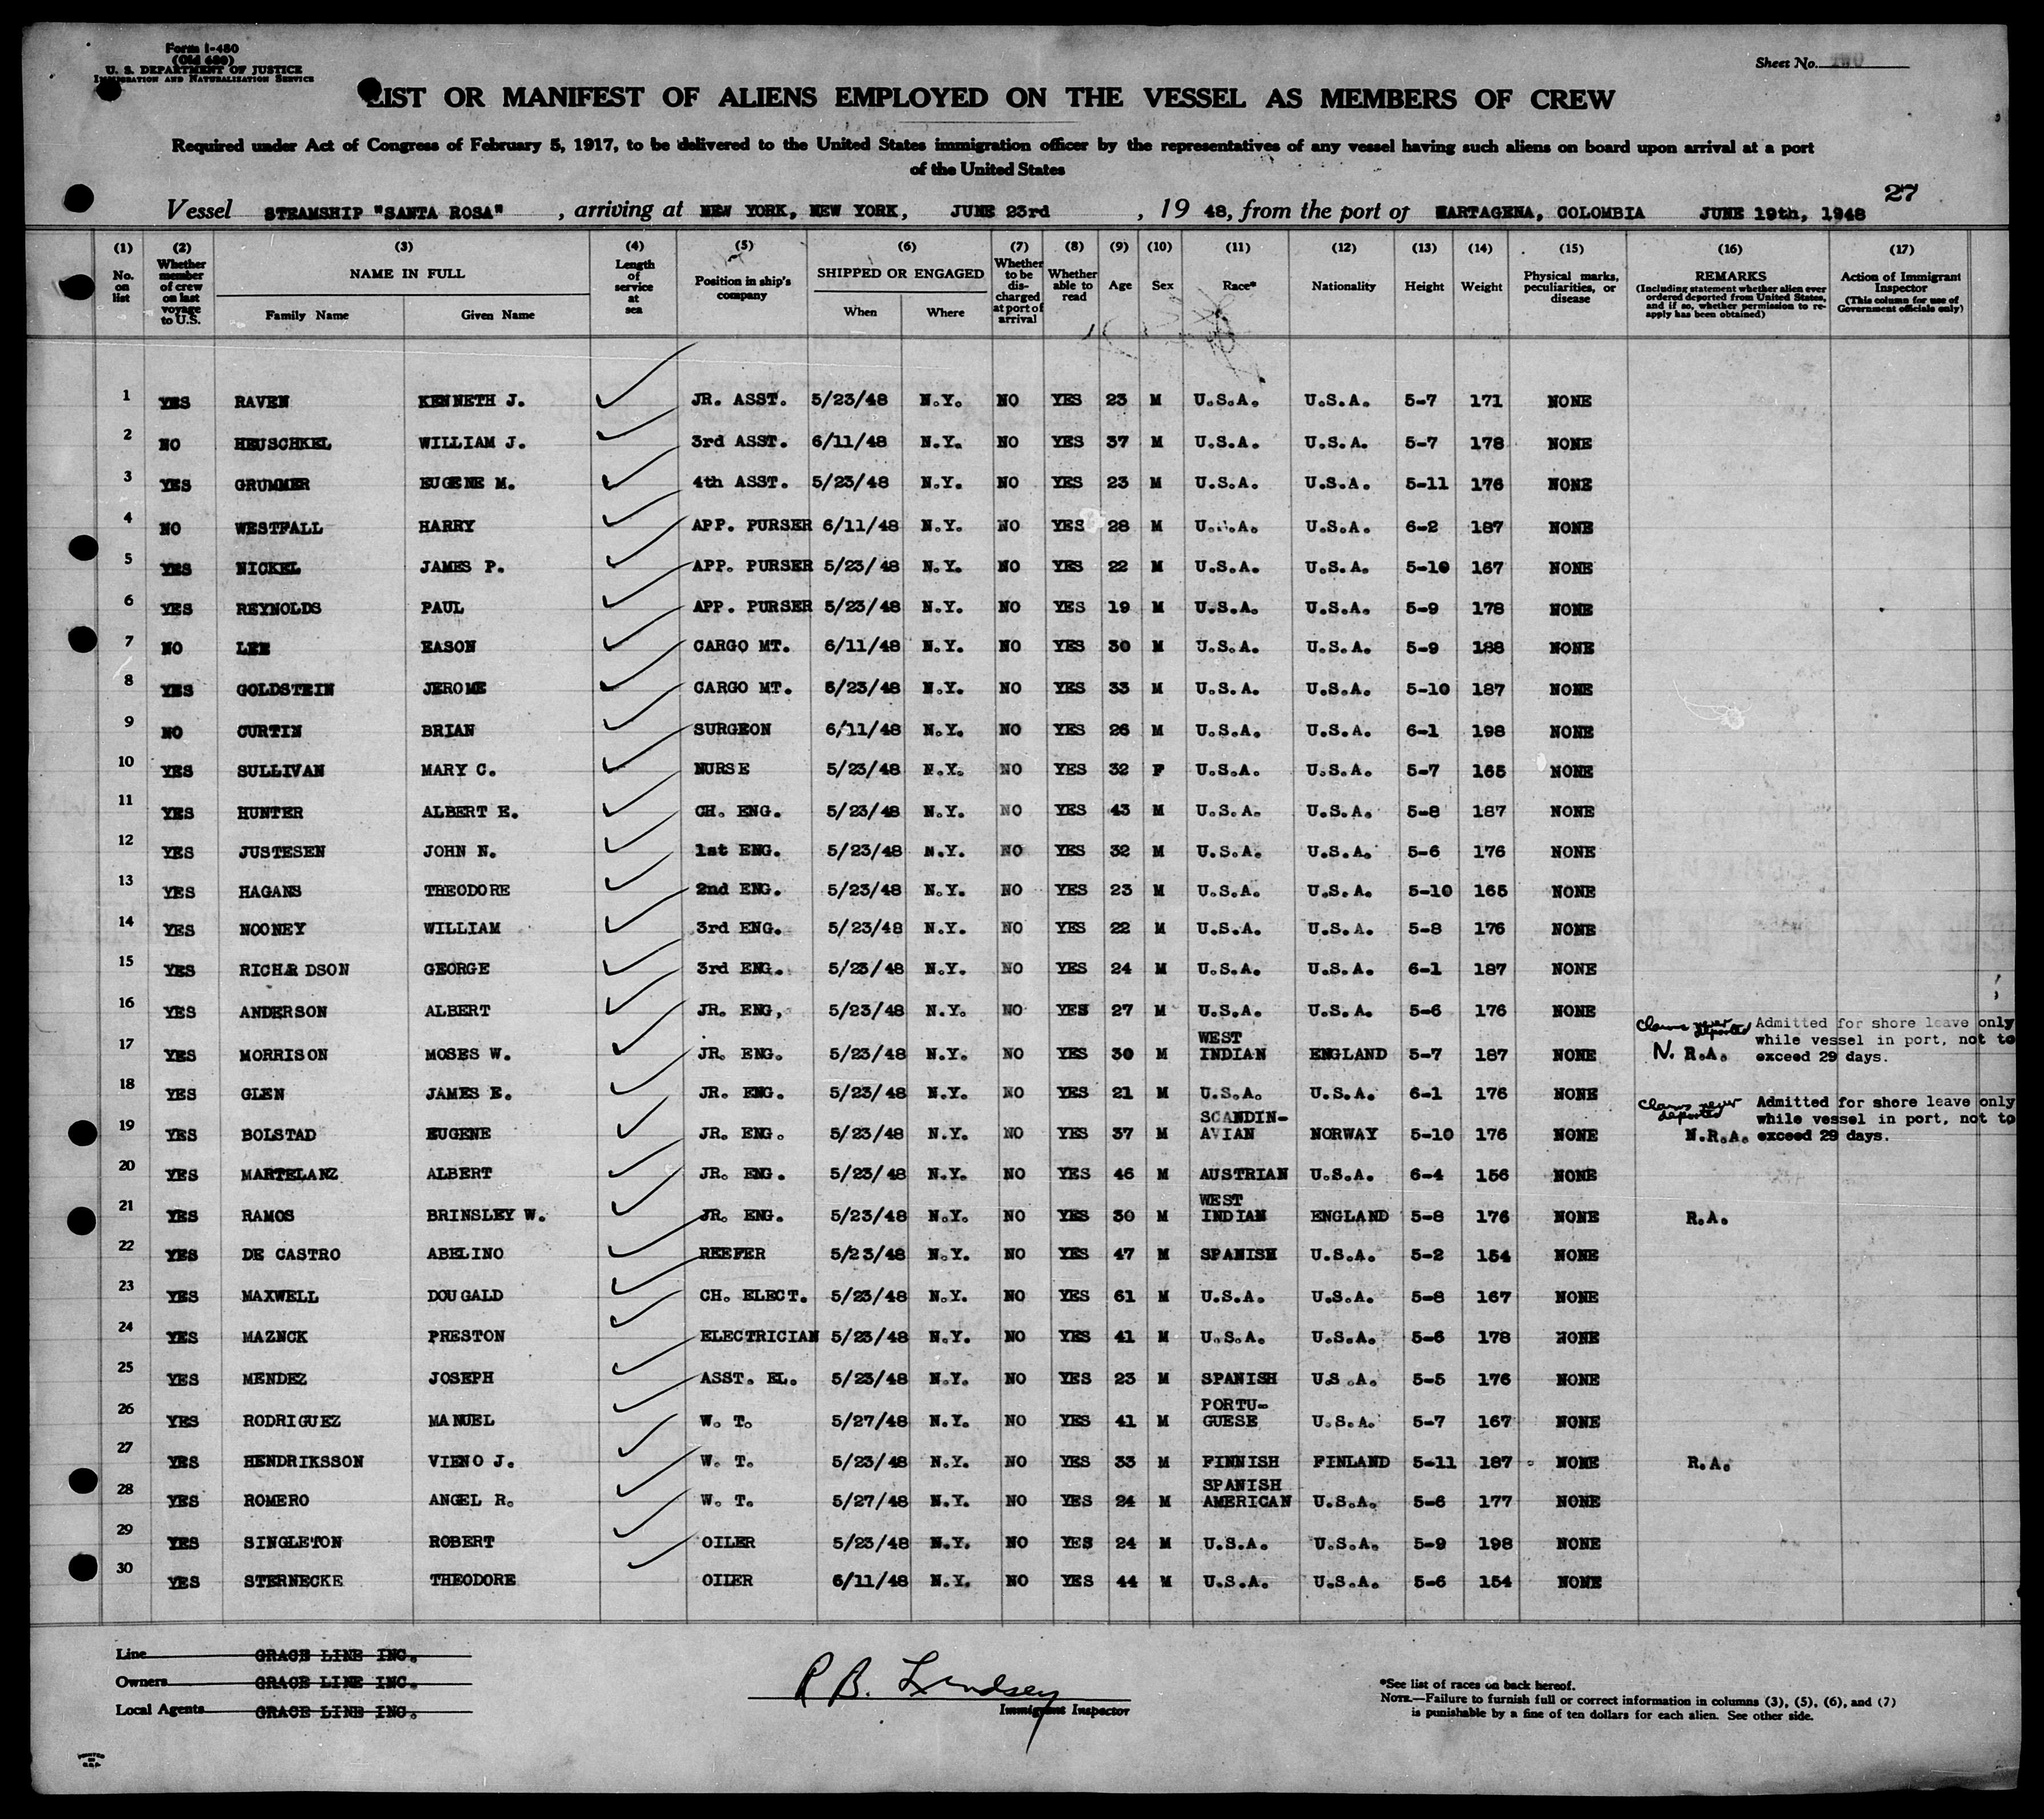 Form I-480
(Old 680)
U. S. DEPARTMENT OF JUSTICE
IMMIGRATION AND NATURALIZATION SERVICE
Sheet No. TWO
LIST OR MANIFEST OF ALIENS EMPLOYED ON THE VESSEL AS MEMBERS OF CREW
Required under Act of Congress of February 5, 1917, to be delivered to the United States immigration officer by the representatives of any vessel having such aliens on board upon arrival at a port
of the United States
27
Vessel STEAMSHIP "SANTA ROSA", arriving at NEW YORK, NEW YORK, JUNE 23rd, 19 48, from the port of CARTAGENA, COLOMBIA JUNE 19th, 1948
(1) No. on list
(2) Whether member of crew on last voyage to U.S.
(3) NAME IN FULL Family Name Given Name
(4) Length of service at sea
(5) Position in ship's company
(6) SHIPPED OR ENGAGED When Where
(7) Whether to be discharged at port of arrival
(8) Whether able to read
(9) Age
(10) Sex
(11) Race*
(12) Nationality
(13) Height
(14) Weight
(15) Physical marks, peculiarities, or disease
(16) REMARKS (Including statement whether alien ever ordered deported from United States, and if so, whether permission to reapply has been obtained)
(17) Action of Immigrant Inspector (This column for use of Government officials only)
1 YES RAVEN KENNETH J. JR. ASST. 5/23/48 N.Y. NO YES 23 M U.S.A. U.S.A. 5-7 171 NONE
2 NO HEUSCHKEL WILLIAM J. 3rd ASST. 6/11/48 N.Y. NO YES 37 M U.S.A. U.S.A. 5-7 178 NONE
3 YES GRUMMER EUGENE M. 4th ASST. 5/23/48 N.Y. NO YES 23 M U.S.A. U.S.A. 5-11 176 NONE
4 NO WESTFALL HARRY APP. PURSER 6/11/48 N.Y. NO YES 28 M U.S.A. U.S.A. 6-2 187 NONE
5 YES NICKEL JAMES P. APP. PURSER 5/23/48 N.Y. NO YES 22 M U.S.A. U.S.A. 5-10 167 NONE
6 YES REYNOLDS PAUL APP. PURSER 5/23/48 N.Y. NO YES 19 M U.S.A. U.S.A. 5-9 178 NONE
7 NO LEE EASON CARGO MT. 6/11/48 N.Y. NO YES 30 M U.S.A. U.S.A. 5-9 188 NONE
8 YES GOLDSTEIN JEROME CARGO MT. 5/23/48 N.Y. NO YES 33 M U.S.A. U.S.A. 5-10 187 NONE
9 NO CURTIN BRIAN SURGEON 6/11/48 N.Y. NO YES 26 M U.S.A. U.S.A. 6-1 198 NONE
10 YES SULLIVAN MARY C. NURSE 5/23/48 N.Y. NO YES 32 F U.S.A. U.S.A. 5-7 165 NONE
11 YES HUNTER ALBERT E. CH. ENG. 5/23/48 N.Y. NO YES 43 M U.S.A. U.S.A. 5-8 187 NONE
12 YES JUSTESEN JOHN N. 1st ENG. 5/23/48 N.Y. NO YES 32 M U.S.A. U.S.A. 5-6 176 NONE
13 YES HAGANS THEODORE 2nd ENG. 5/23/48 N.Y. NO YES 23 M U.S.A. U.S.A. 5-10 165 NONE
14 YES NOONEY WILLIAM 3rd ENG. 5/23/48 N.Y. NO YES 22 M U.S.A. U.S.A. 5-8 176 NONE
15 YES RICHARDSON GEORGE 3rd ENG. 5/23/48 N.Y. NO YES 24 M U.S.A. U.S.A. 6-1 187 NONE
16 YES ANDERSON ALBERT JR. ENG, 5/23/48 N.Y. NO YES 27 M U.S.A. U.S.A. 5-6 176 NONE
17 YES MORRISON MOSES W. JR. ENG. 5/23/48 N.Y. NO YES 30 M WEST INDIAN ENGLAND 5-7 187 NONE Claims never deported N. R.A. Admitted for shore leave only while vessel in port, not to exceed 29 days.
18 YES GLEN JAMES E. JR. ENG. 5/23/48 N.Y. NO YES 21 M U.S.A. U.S.A. 6-1 176 NONE
19 YES BOLSTAD EUGENE JR. ENG. 5/23/48 N.Y. NO YES 37 M SCANDIN-AVIAN NORWAY 5-10 176 NONE Claims never deported N.R.A. Admitted for shore leave only while vessel in port, not to exceed 29 days.
20 YES MARTELANZ ALBERT JR. ENG. 5/23/48 N.Y. NO YES 46 M AUSTRIAN U.S.A. 6-4 156 NONE
21 YES RAMOS BRINSLEY W. JR. ENG. 5/23/48 N.Y. NO YES 30 M WEST INDIAN ENGLAND 5-8 176 NONE R.A.
22 YES DE CASTRO ABELINO REEFER 5/23/48 N.Y. NO YES 47 M SPANISH U.S.A. 5-2 154 NONE
23 YES MAXWELL DOUGALD CH. ELECT. 5/23/48 N.Y. NO YES 61 M U.S.A. U.S.A. 5-8 167 NONE
24 YES MAZNCK PRESTON ELECTRICIAN 5/23/48 N.Y. NO YES 41 M U.S.A. U.S.A. 5-6 178 NONE
25 YES MENDEZ JOSEPH ASST. EL. 5/23/48 N.Y. NO YES 23 M SPANISH U.S.A. 5-5 176 NONE
26 YES RODRIGUEZ MANUEL W. T. 5/27/48 N.Y. NO YES 41 M PORTU-GUESE U.S.A. 5-7 167 NONE
27 YES HENDRIKSSON VIENO J. W. T. 5/23/48 N.Y. NO YES 33 M FINNISH FINLAND 5-11 187 NONE R.A.
28 YES ROMERO ANGEL R. W. T. 5/27/48 N.Y. NO YES 24 M SPANISH AMERICAN U.S.A. 5-6 177 NONE
29 YES SINGLETON ROBERT OILER 5/23/48 N.Y. NO YES 24 M U.S.A. U.S.A. 5-9 198 NONE
30 YES STERNECKE THEODORE OILER 6/11/48 N.Y. NO YES 44 M U.S.A. U.S.A. 5-6 154 NONE
Line GRACE LINE INC.
Owners GRACE LINE INC.
Local Agents GRACE LINE INC.
R B. Lindsey
Immigrant Inspector
*See list of races on back hereof.
NOTE.—Failure to furnish full or correct information in columns (3), (5), (6), and (7)
is punishable by a fine of ten dollars for each alien. See other side.